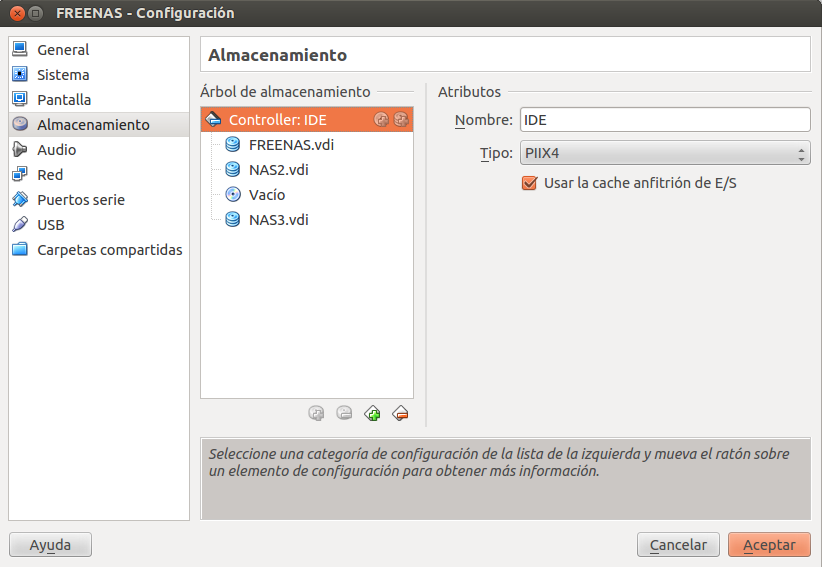 FREENAS - Configuración
General
Sistema
Pantalla
Almacenamiento
Audio
Red
Puertos serie
USB
Carpetas compartidas
Almacenamiento
Árbol de almacenamiento
Controller: IDE
FREENAS.vdi
NAS2.vdi
Vacío
NAS3.vdi
Atributos
Nombre: IDE
Tipo: PIIX4
Usar la cache anfitrión de E/S
Seleccione una categoría de configuración de la lista de la izquierda y mueva el ratón sobre
un elemento de configuración para obtener más información.
Ayuda
Cancelar
Aceptar